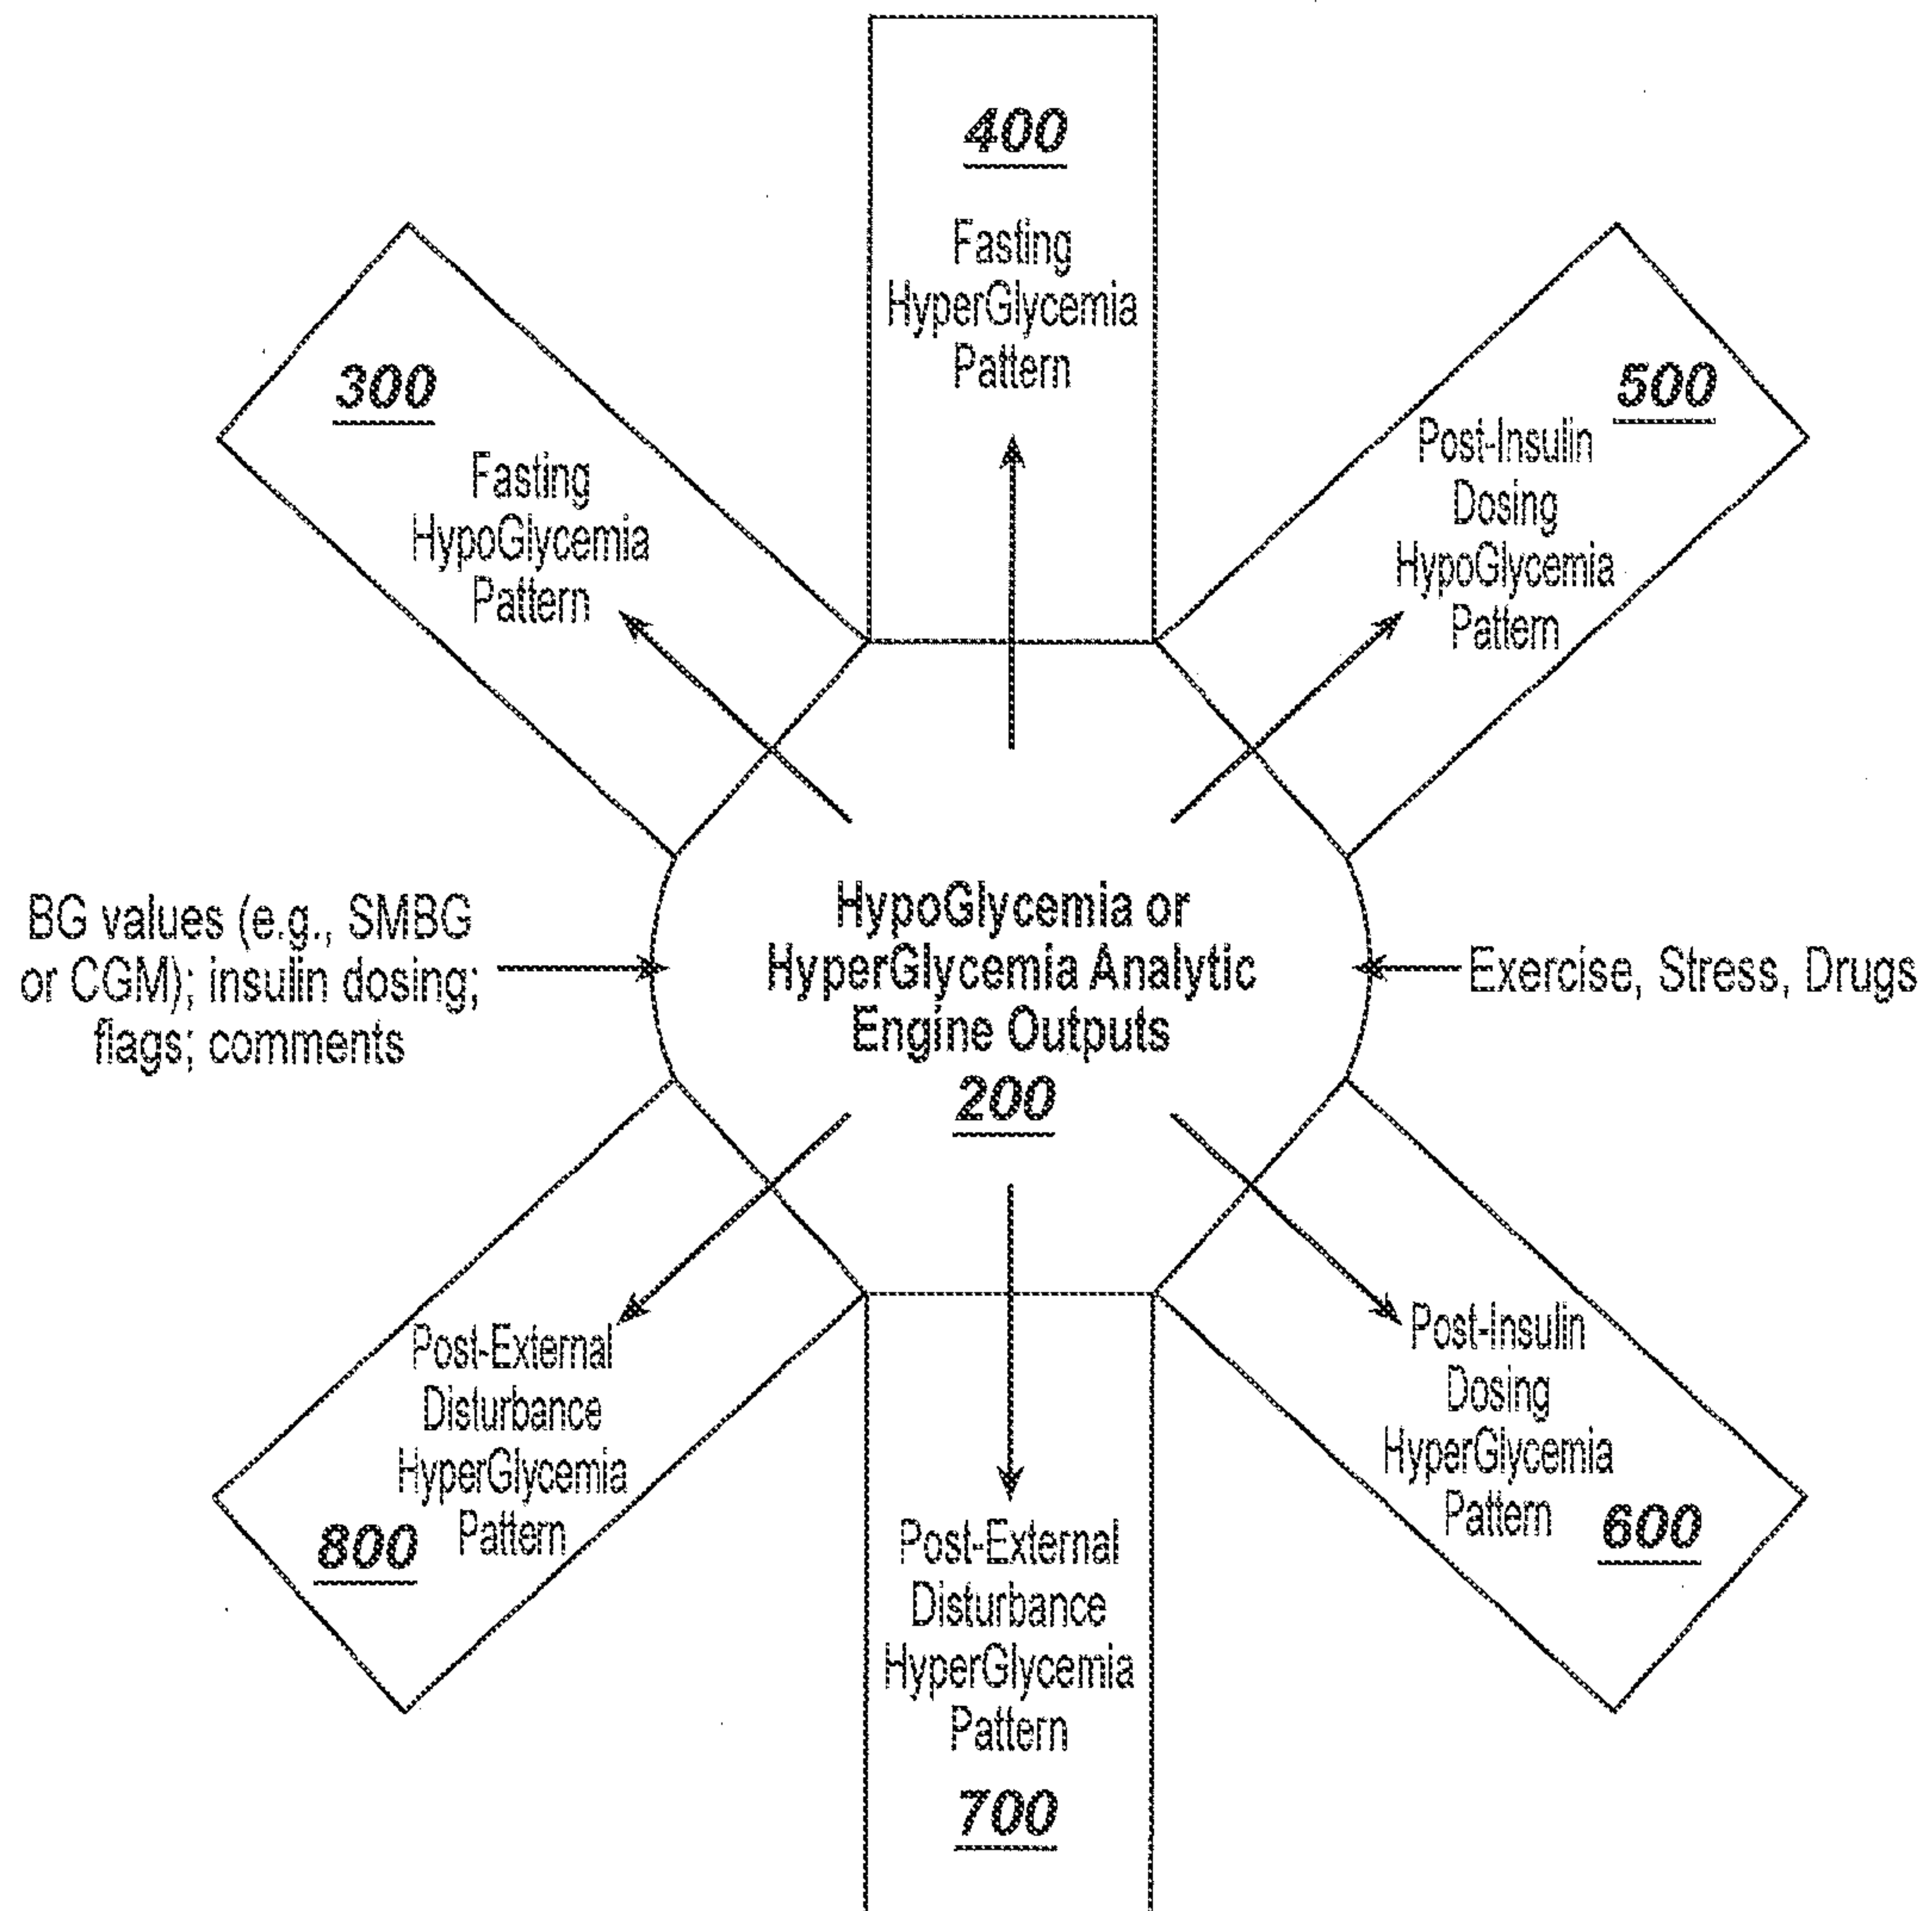 400
Fasting
HyperGlycemia
Pattern
300
Fasting
HypoGlycemia
Pattern
500
Post-Insulin
Dosing
HypoGlycemia
Pattern
BG values (e.g., SMBG
or CGM); insulin dosing;
flags; comments
HypoGlycemia or
HyperGlycemia Analytic
Engine Outputs
200
Exercise, Stress, Drugs
Post-External
Disturbance
HyperGlycemia
Pattern
800
Post-External
Disturbance
HyperGlycemia
Pattern
700
Post-Insulin
Dosing
HyperGlycemia
Pattern
600